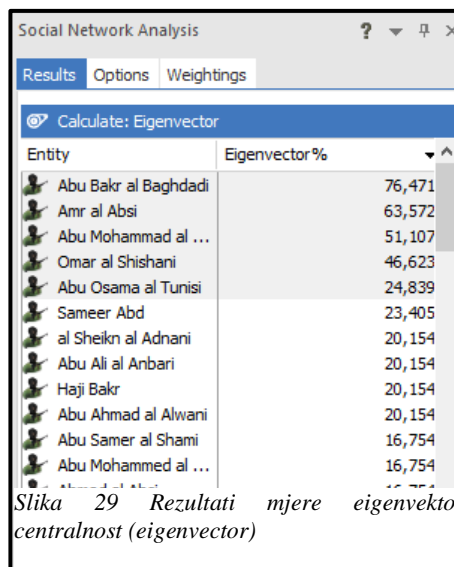 Social Network Analysis ?
Results Options Weightings
Calculate: Eigenvector
Entity Eigenvector%
Abu Bakr al Baghdadi 76,471
Amr al Absi 63,572
Abu Mohammad al ... 51,107
Omar al Shishani 46,623
Abu Osama al Tunisi 24,839
Sameer Abd 23,405
al Sheikn al Adnani 20,154
Abu Ali al Anbari 20,154
Haji Bakr 20,154
Abu Ahmad al Alwani 20,154
Abu Samer al Shami 16,754
Abu Mohammed al ... 16,754
Slika 29 Rezultati mjere eigenvekto
centralnost (eigenvector)